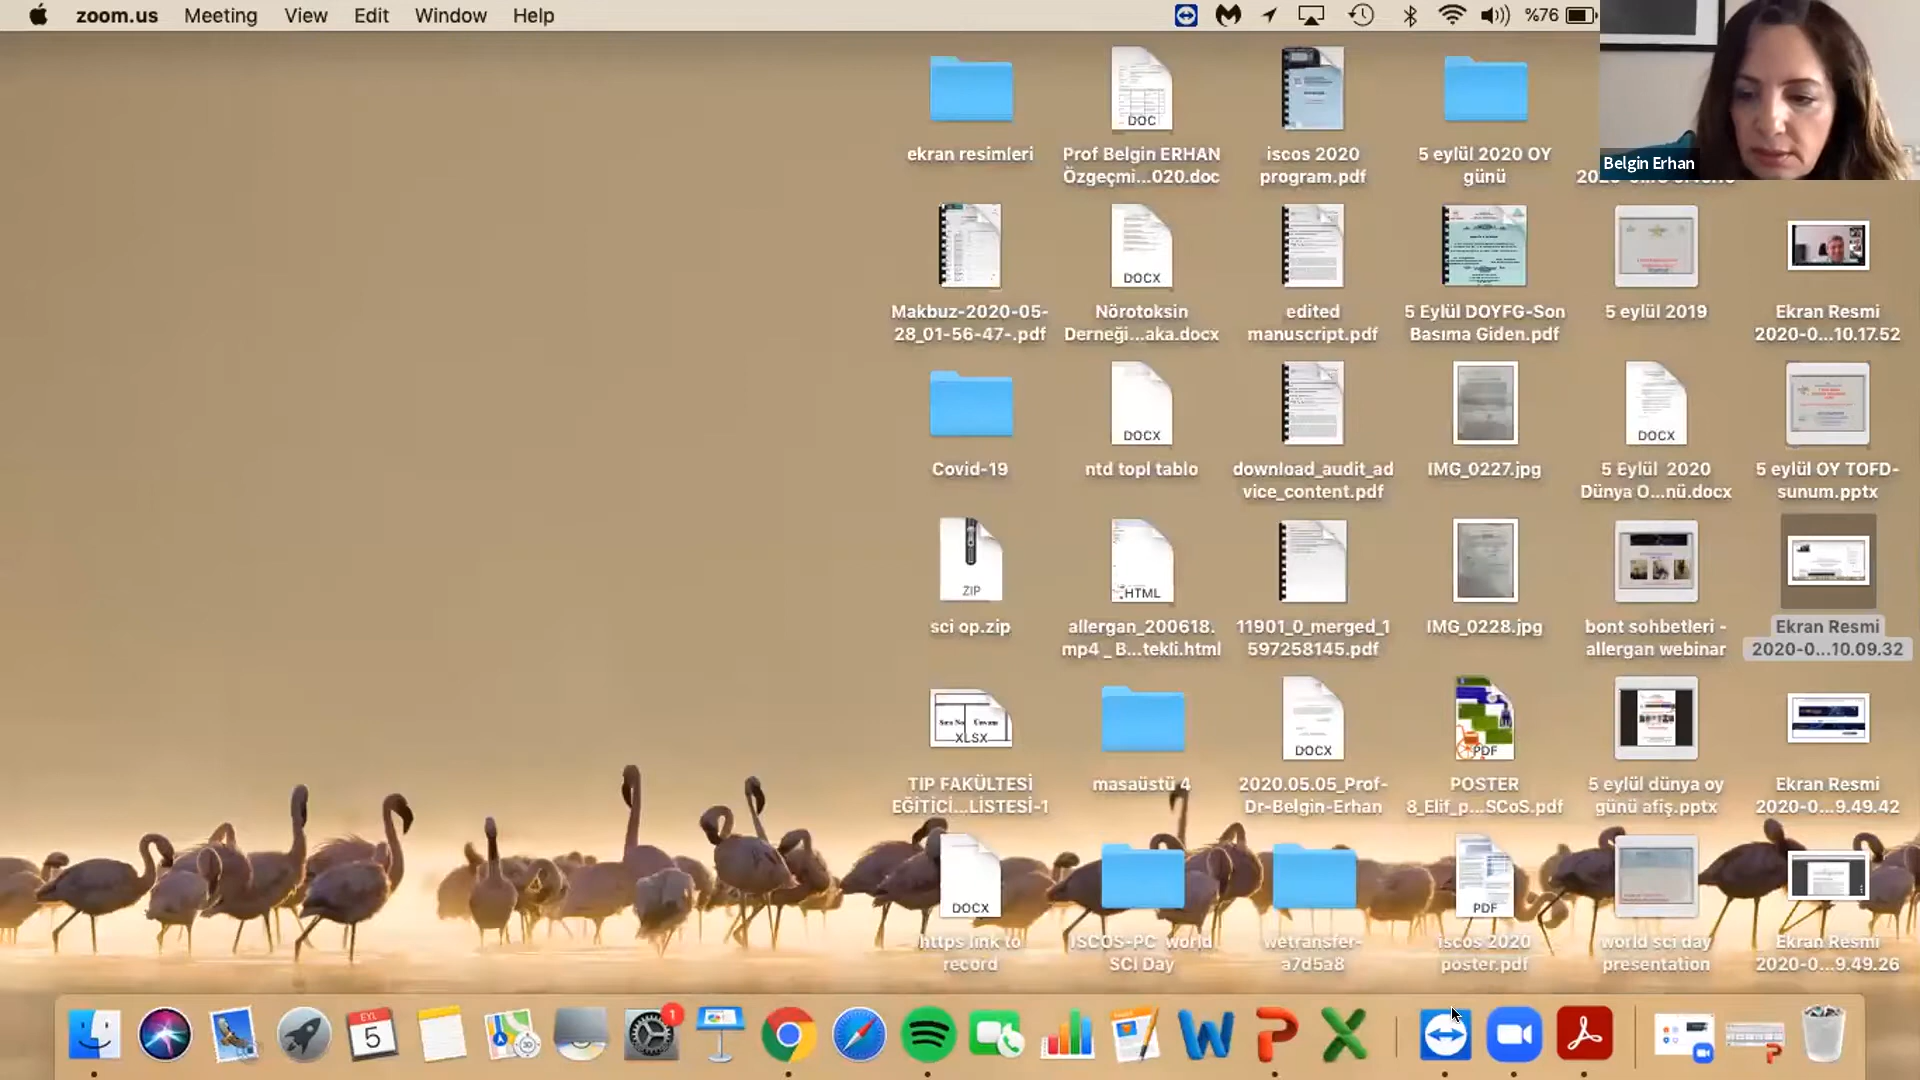 zoom.us Meeting View Edit Window Help
%76
Belgin Erhan
ekran resimleri
Prof Belgin ERHAN
Özgeçmi...020.doc
iscos 2020
program.pdf
5 eylül 2020 OY
günü
Makbuz-2020-05-
28_01-56-47-.pdf
Nörotoksin
Derneği...aka.docx
edited
manuscript.pdf
5 Eylül DOYFG-Son
Basıma Giden.pdf
5 eylül 2019
Ekran Resmi
2020-0...10.17.52
Covid-19
ntd topl tablo
download_audit_ad
vice_content.pdf
IMG_0227.jpg
5 Eylül 2020
Dünya O...nü.docx
5 eylül OY TOFD-
sunum.pptx
sci op.zip
allergan_200618.
mp4 _ B...tekli.html
11901_0_merged_1
597258145.pdf
IMG_0228.jpg
bont sohbetleri -
allergan webinar
Ekran Resmi
2020-0...10.09.32
TIP FAKÜLTESİ
EĞİTİCİ...LİSTESİ-1
masaüstü 4
2020.05.05_Prof-
Dr-Belgin-Erhan
POSTER
8_Elif_p...SCoS.pdf
5 eylül dünya oy
günü afiş.pptx
Ekran Resmi
2020-0...9.49.42
https link to
record
ISCOS-PC world
SCI Day
wetransfer-
a7d5a8
iscos 2020
poster.pdf
world sci day
presentation
Ekran Resmi
2020-0...9.49.26
DOC
DOCX
DOCX
DOCX
ZIP
HTML
Sıra No Ünvanı
XLSX
DOCX
PDF
DOCX
PDF
EYL
5
1